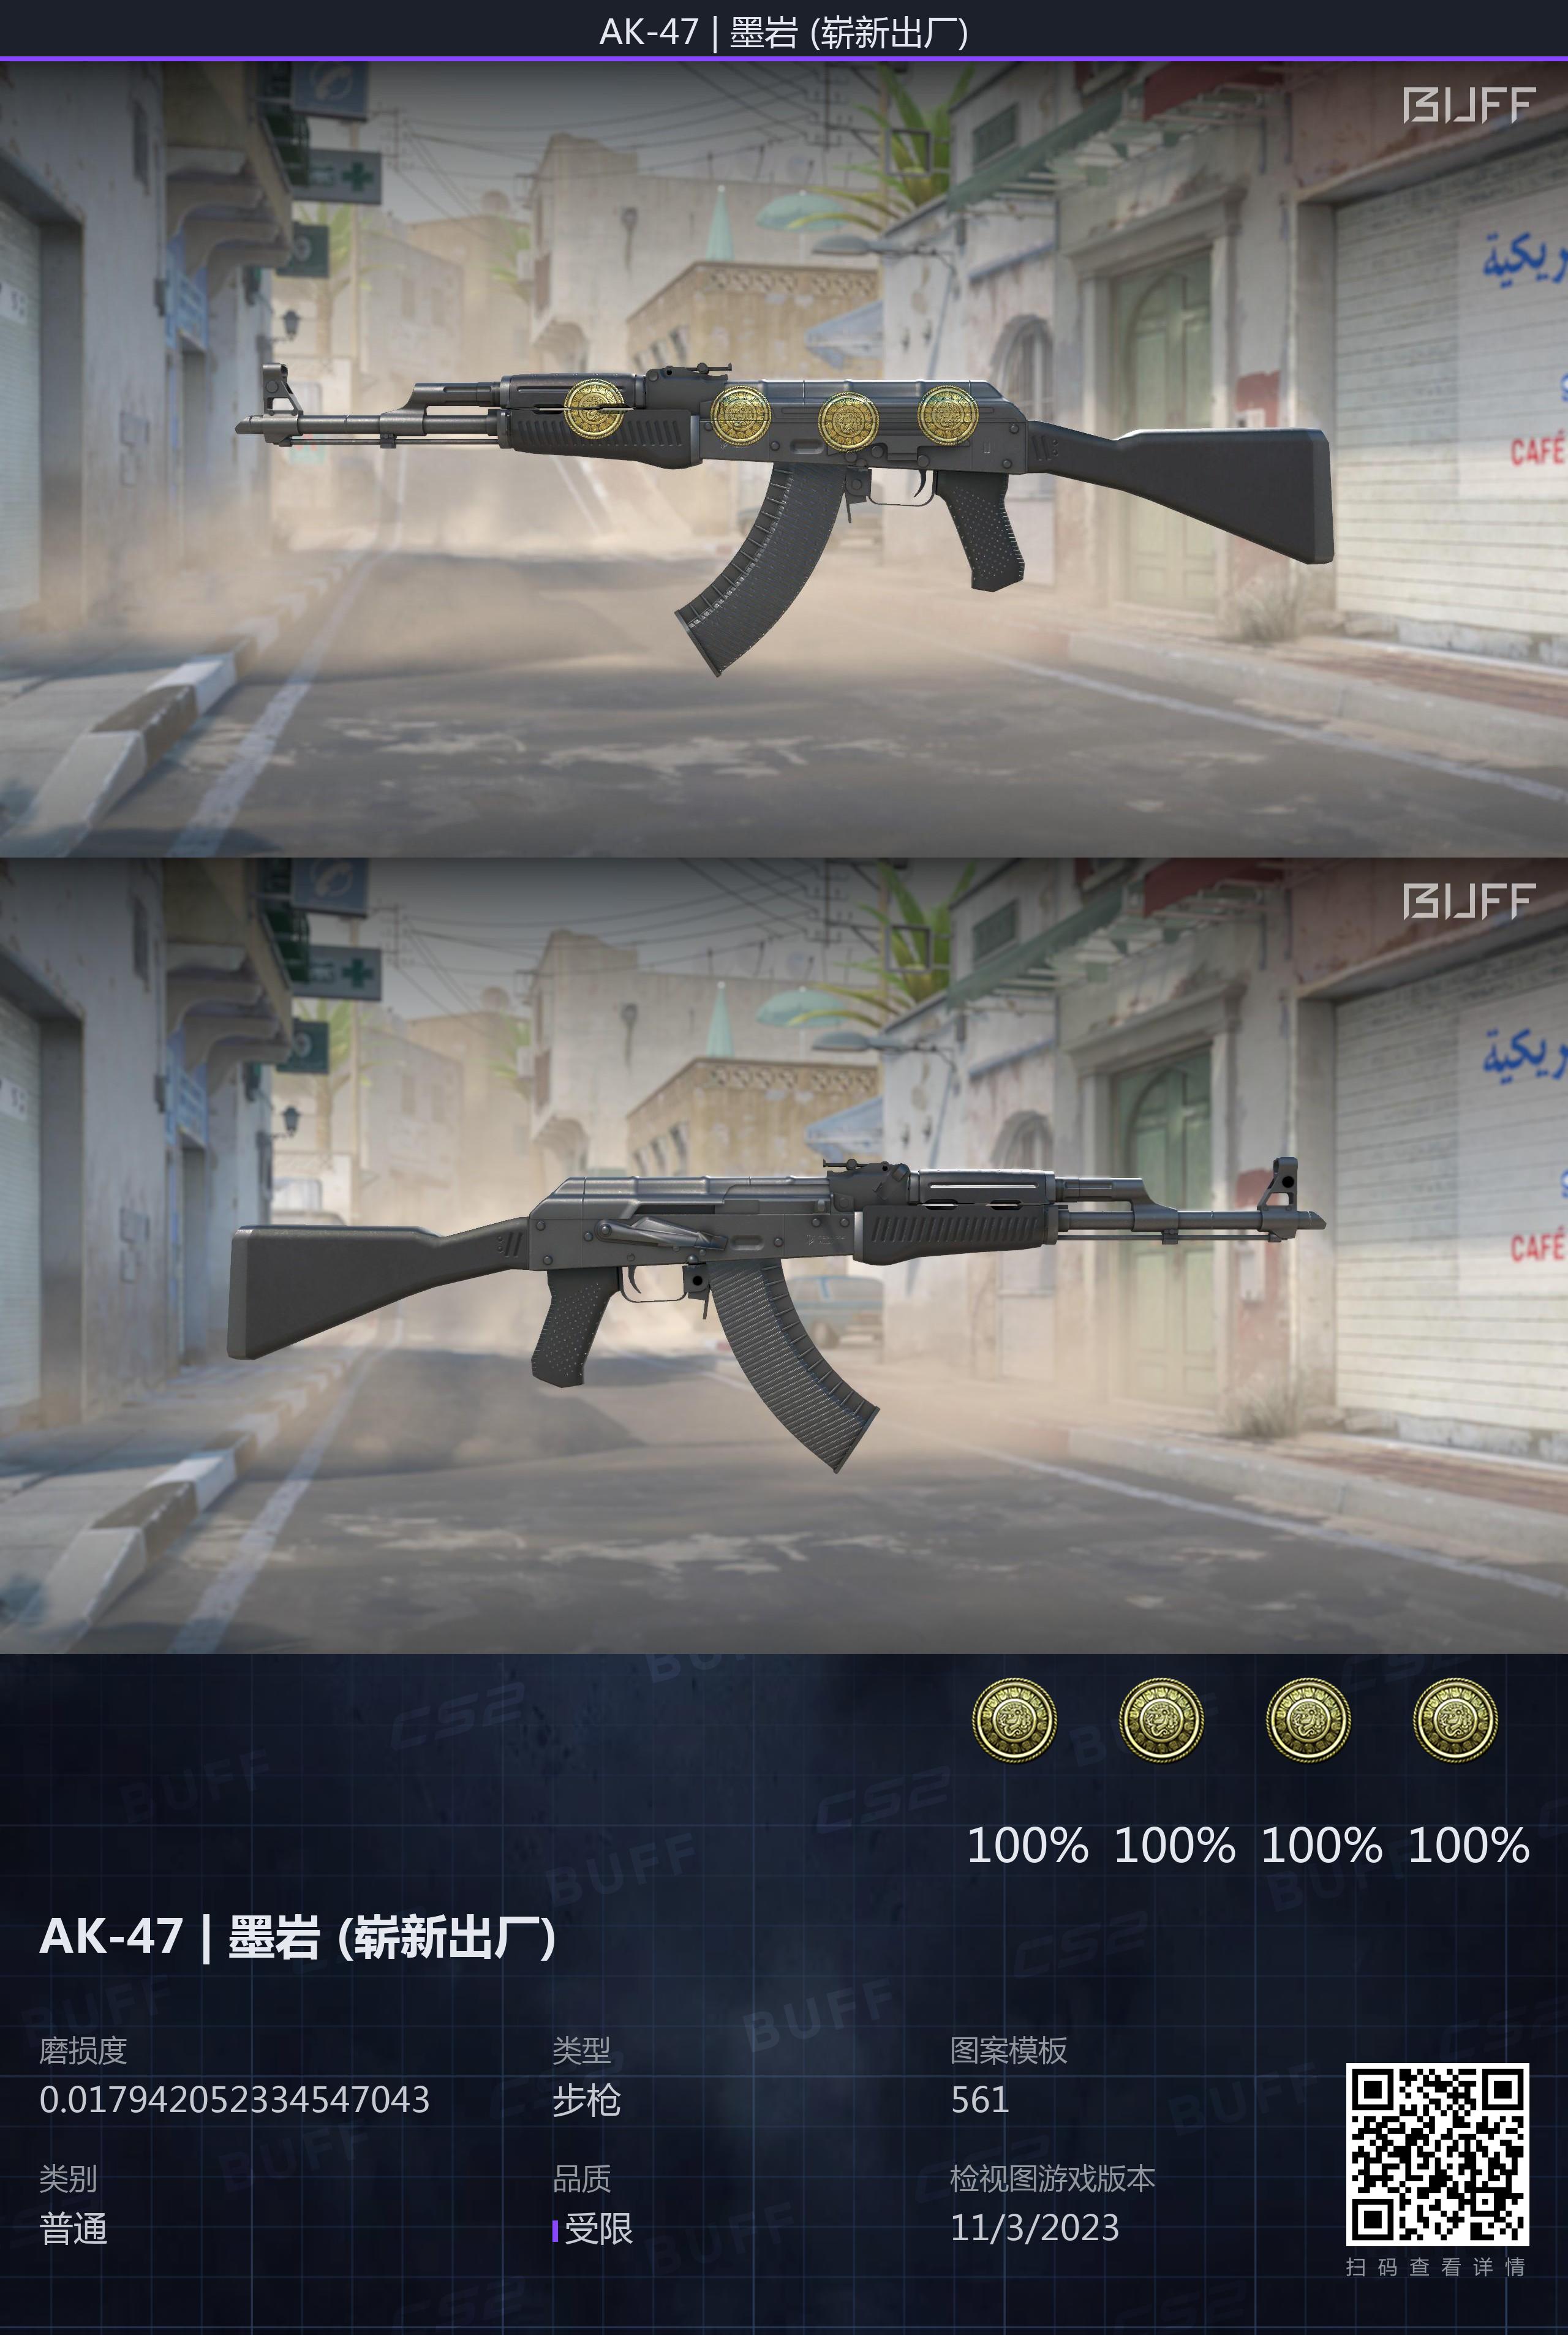 AK-47 | 墨岩 (崭新出厂)
BUFF
CAFÉ
BUFF
CAFÉ
100% 100% 100% 100%
AK-47 | 墨岩 (崭新出厂)
磨损度 类型 图案模板
0.017942052334547043 步枪 561
类别 品质 检视图游戏版本
普通 受限 11/3/2023
扫码查看详情